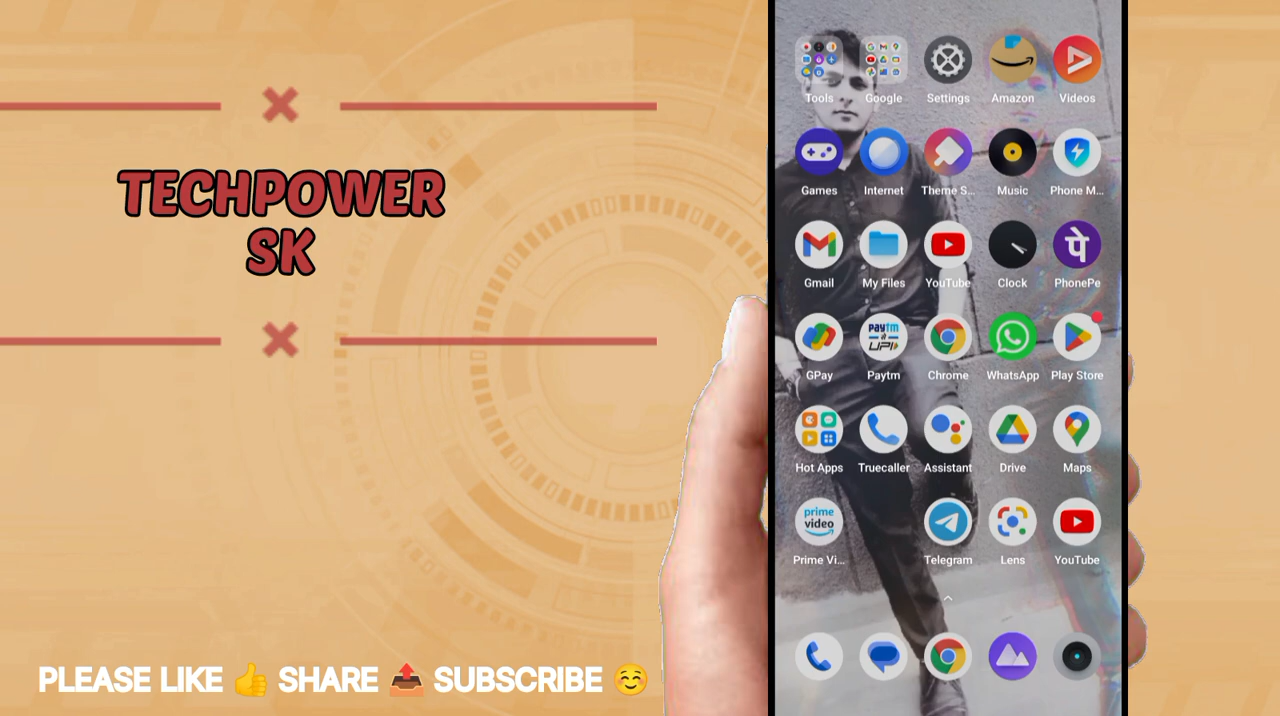 TECHPOWER
SK
PLEASE LIKE 👍 SHARE 📤 SUBSCRIBE ☺️
Tools Google Settings Amazon Videos
Games Internet Theme S... Music Phone M...
Gmail My Files YouTube Clock PhonePe
पे
paytm
UPI
GPay Paytm Chrome WhatsApp Play Store
Hot Apps Truecaller Assistant Drive Maps
prime
video
Prime Vi... Telegram Lens YouTube